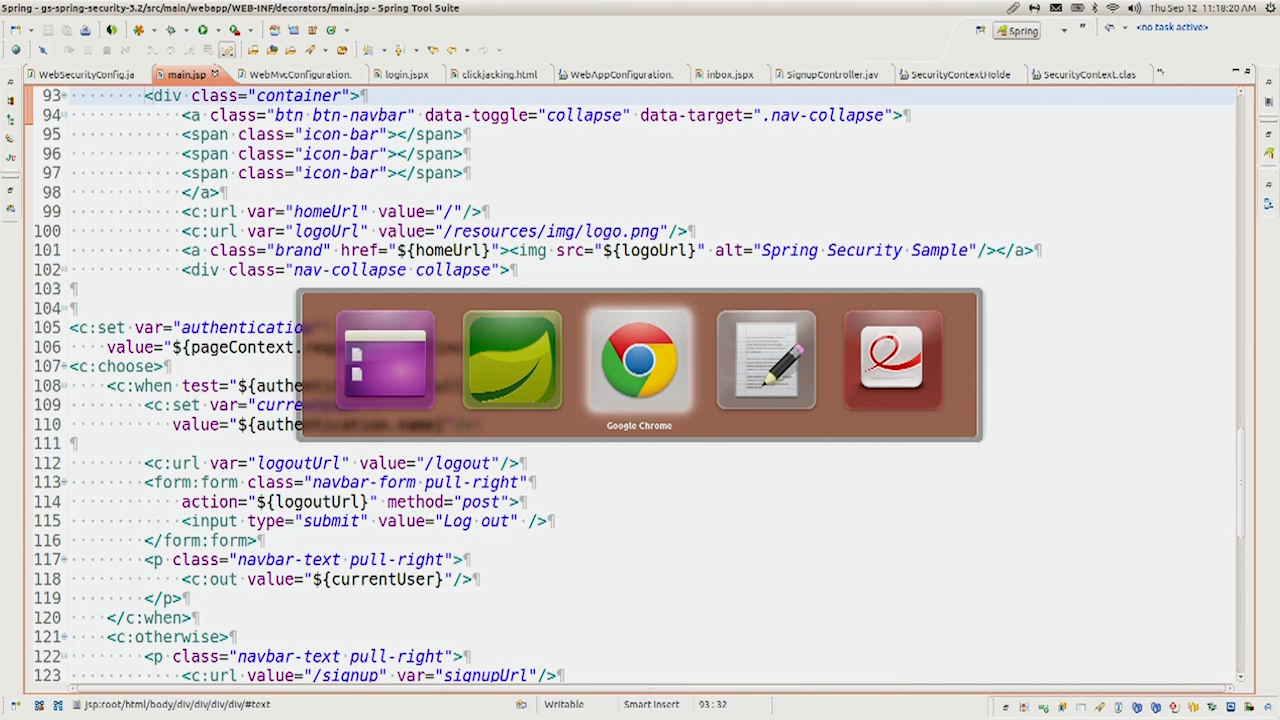 Spring - gs-spring-security-3.2/src/main/webapp/WEB-INF/decorators/main.jsp - Spring Tool Suite
Thu Sep 12, 11:18:20 AM
Spring
<no task active>
WebSecurityConfig.ja
main.jsp
WebMvcConfiguration.
login.jspx
clickjacking.html
WebAppConfiguration.
inbox.jspx
SignupController.jav
SecurityContextHolde
SecurityContext.clas
93 <div class="container">
94 <a class="btn btn-navbar" data-toggle="collapse" data-target=".nav-collapse">
95 <span class="icon-bar"></span>
96 <span class="icon-bar"></span>
97 <span class="icon-bar"></span>
98 </a>
99 <c:url var="homeUrl" value="/"/>
100 <c:url var="logoUrl" value="/resources/img/logo.png"/>
101 <a class="brand" href="${homeUrl}"><img src="${logoUrl}" alt="Spring Security Sample"/></a>
102 <div class="nav-collapse collapse">
103
104
105 <c:set var="authentication"
106 value="${pageContext.
107 <c:choose>
108 <c:when test="${authen
109 <c:set var="curre
110 value="${authentication.name}"/>
111
112 <c:url var="logoutUrl" value="/logout"/>
113 <form:form class="navbar-form pull-right"
114 action="${logoutUrl}" method="post">
115 <input type="submit" value="Log out" />
116 </form:form>
117 <p class="navbar-text pull-right">
118 <c:out value="${currentUser}"/>
119 </p>
120 </c:when>
121 <c:otherwise>
122 <p class="navbar-text pull-right">
123 <c:url value="/signup" var="signupUrl"/>
Google Chrome
jsp:root/html/body/div/div/div/div/#text
Writable
Smart Insert
93 : 32